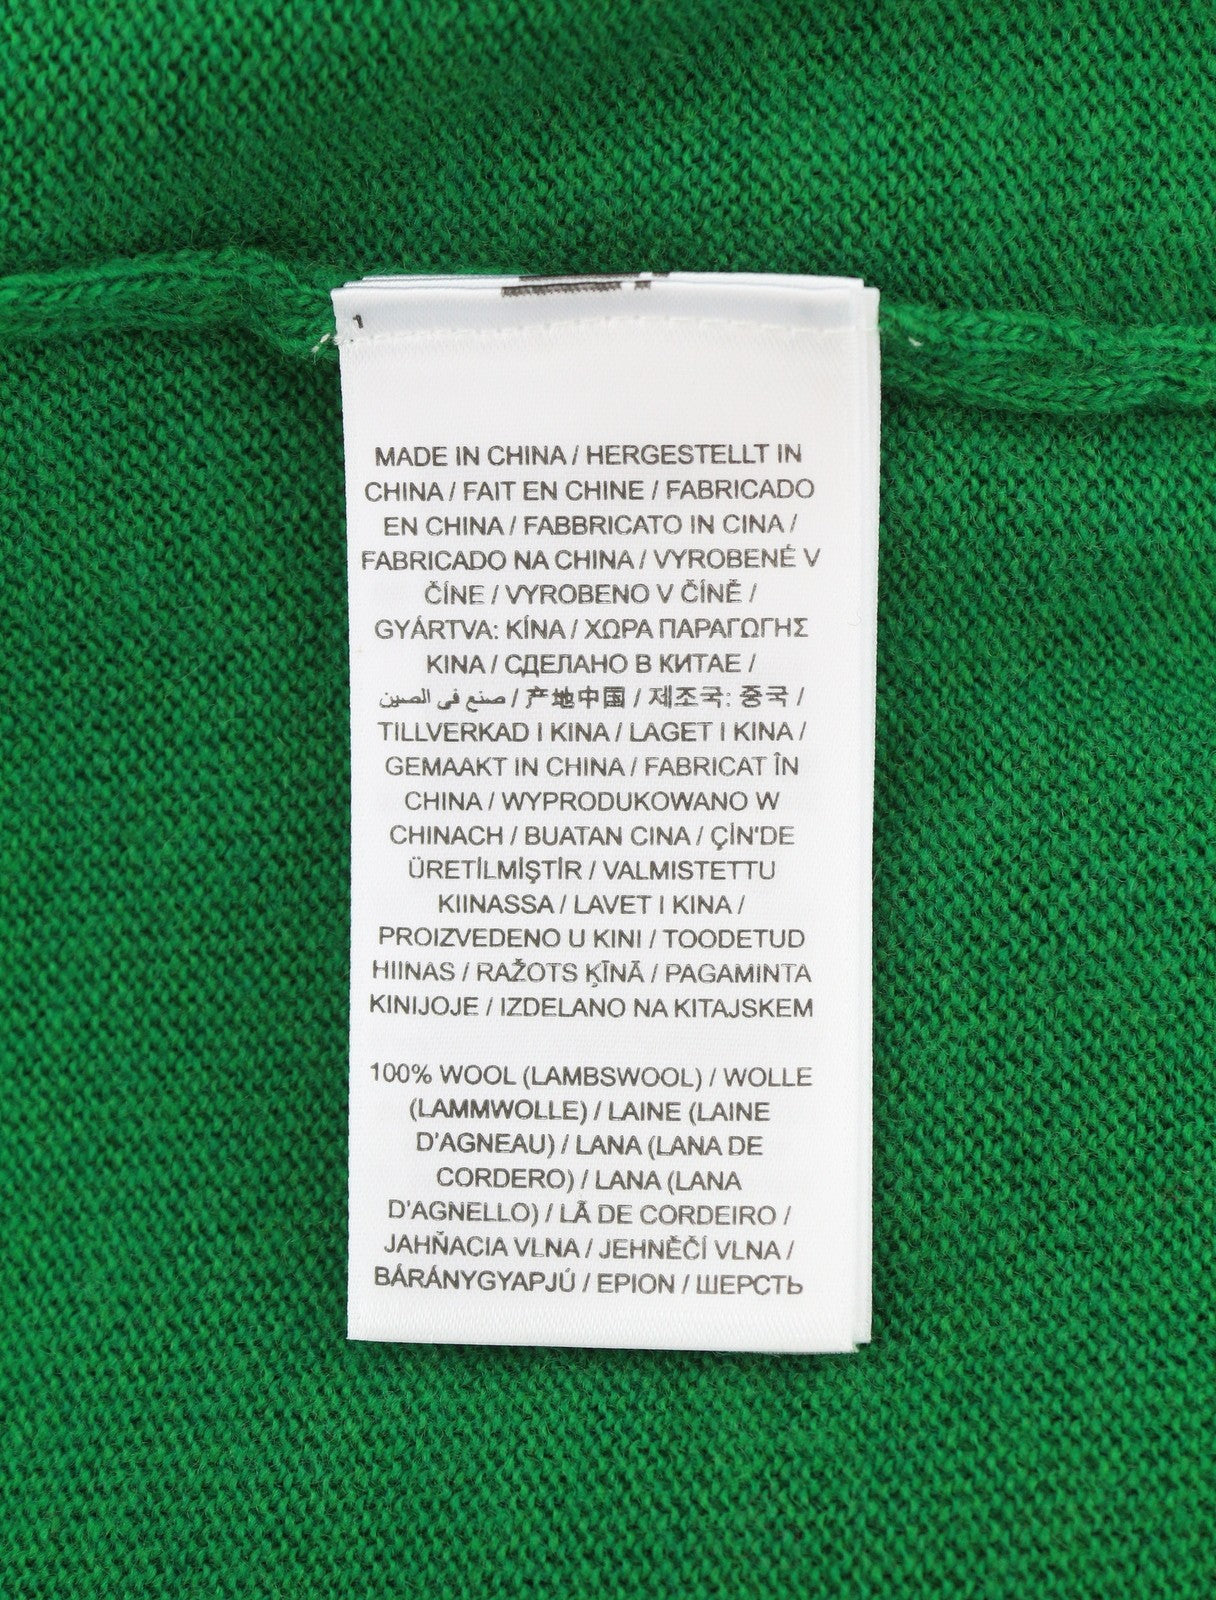 1
MADE IN CHINA / HERGESTELLT IN
CHINA / FAIT EN CHINE / FABRICADO
EN CHINA / FABBRICATO IN CINA /
FABRICADO NA CHINA / VYROBENÉ V
ČÍNE / VYROBENO V ČÍNĚ /
GYÁRTVA: KÍNA / ΧΩΡΑ ΠΑΡΑΓΩΓΗΣ
KINA / СДЕЛАНО В КИТАЕ /
صنع في الصين / 产地中国 / 제조국: 중국 /
TILLVERKAD I KINA / LAGET I KINA /
GEMAAKT IN CHINA / FABRICAT ÎN
CHINA / WYPRODUKOWANO W
CHINACH / BUATAN CINA / ÇİN'DE
ÜRETİLMİŞTİR / VALMISTETTU
KIINASSA / LAVET I KINA /
PROIZVEDENO U KINI / TOODETUD
HIINAS / RAŽOTS ĶĪNĀ / PAGAMINTA
KINIJOJE / IZDELANO NA KITAJSKEM
100% WOOL (LAMBSWOOL) / WOLLE
(LAMMWOLLE) / LAINE (LAINE
D'AGNEAU) / LANA (LANA DE
CORDERO) / LANA (LANA
D'AGNELLO) / LÃ DE CORDEIRO /
JAHŇACIA VLNA / JEHNĚČÍ VLNA /
BÁRÁNYGYAPJÚ / ΕΡΙΟΝ / ШЕРСТЬ